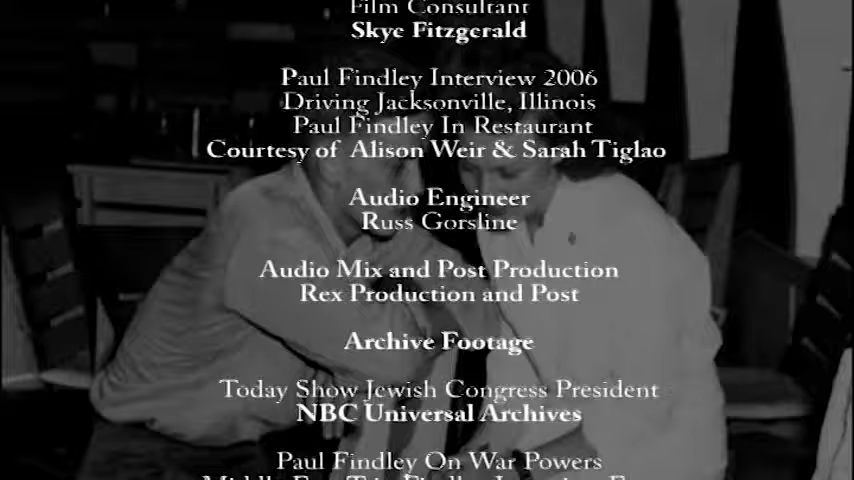 Film Consultant
Skye Fitzgerald
Paul Findley Interview 2006
Driving Jacksonville, Illinois
Paul Findley In Restaurant
Courtesy of Alison Weir & Sarah Tiglao
Audio Engineer
Russ Gorsline
Audio Mix and Post Production
Rex Production and Post
Archive Footage
Today Show Jewish Congress President
NBC Universal Archives
Paul Findley On War Powers